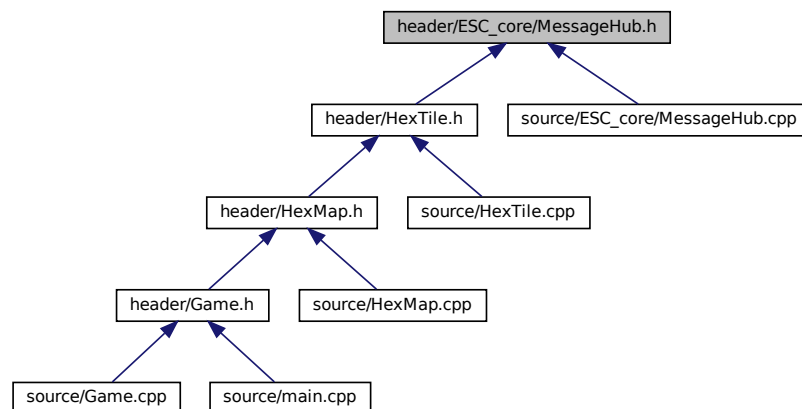 header/ESC_core/MessageHub.h
header/HexTile.h
source/ESC_core/MessageHub.cpp
header/HexMap.h
source/HexTile.cpp
header/Game.h
source/HexMap.cpp
source/Game.cpp
source/main.cpp